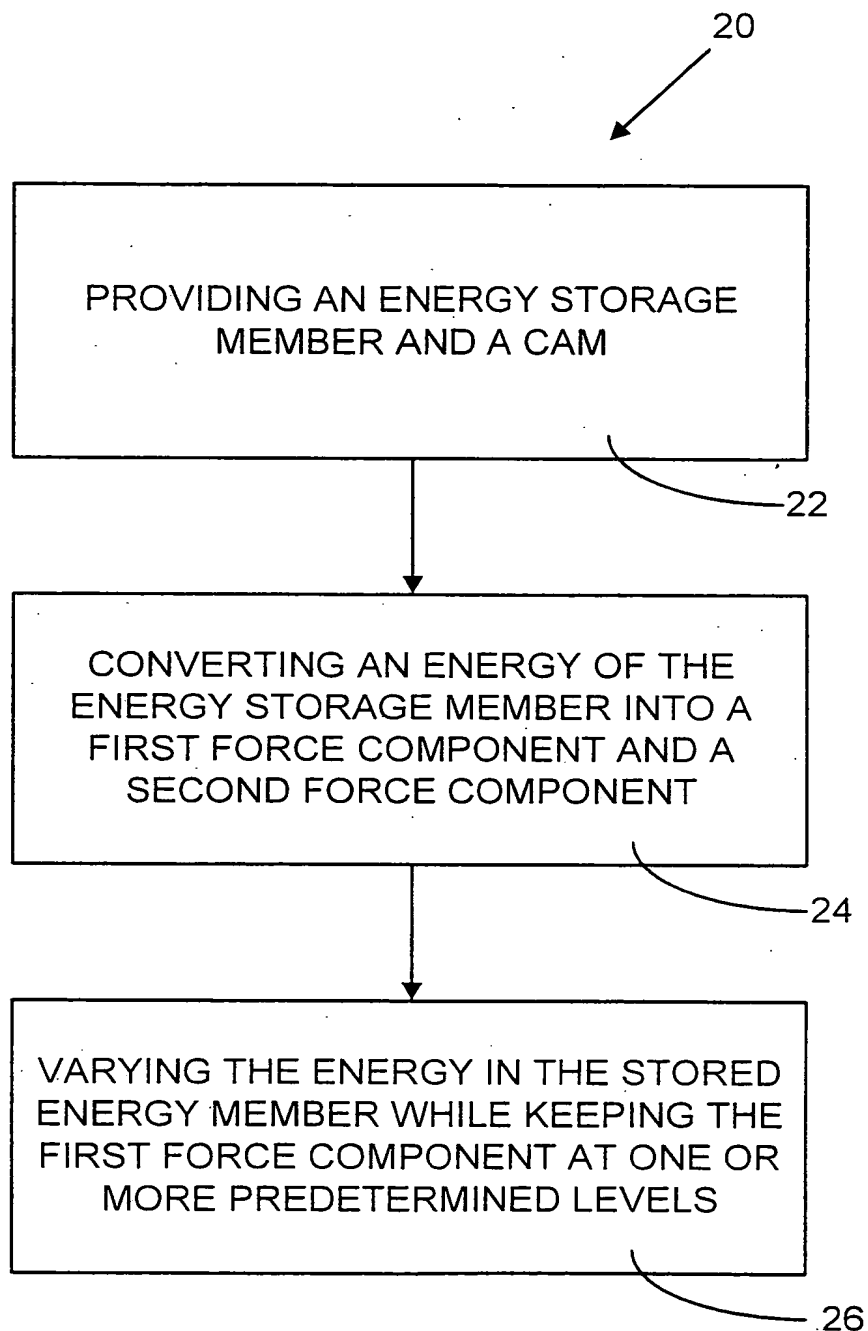 20
PROVIDING AN ENERGY STORAGE
MEMBER AND A CAM
22
CONVERTING AN ENERGY OF THE
ENERGY STORAGE MEMBER INTO A
FIRST FORCE COMPONENT AND A
SECOND FORCE COMPONENT
24
VARYING THE ENERGY IN THE STORED
ENERGY MEMBER WHILE KEEPING THE
FIRST FORCE COMPONENT AT ONE OR
MORE PREDETERMINED LEVELS
26